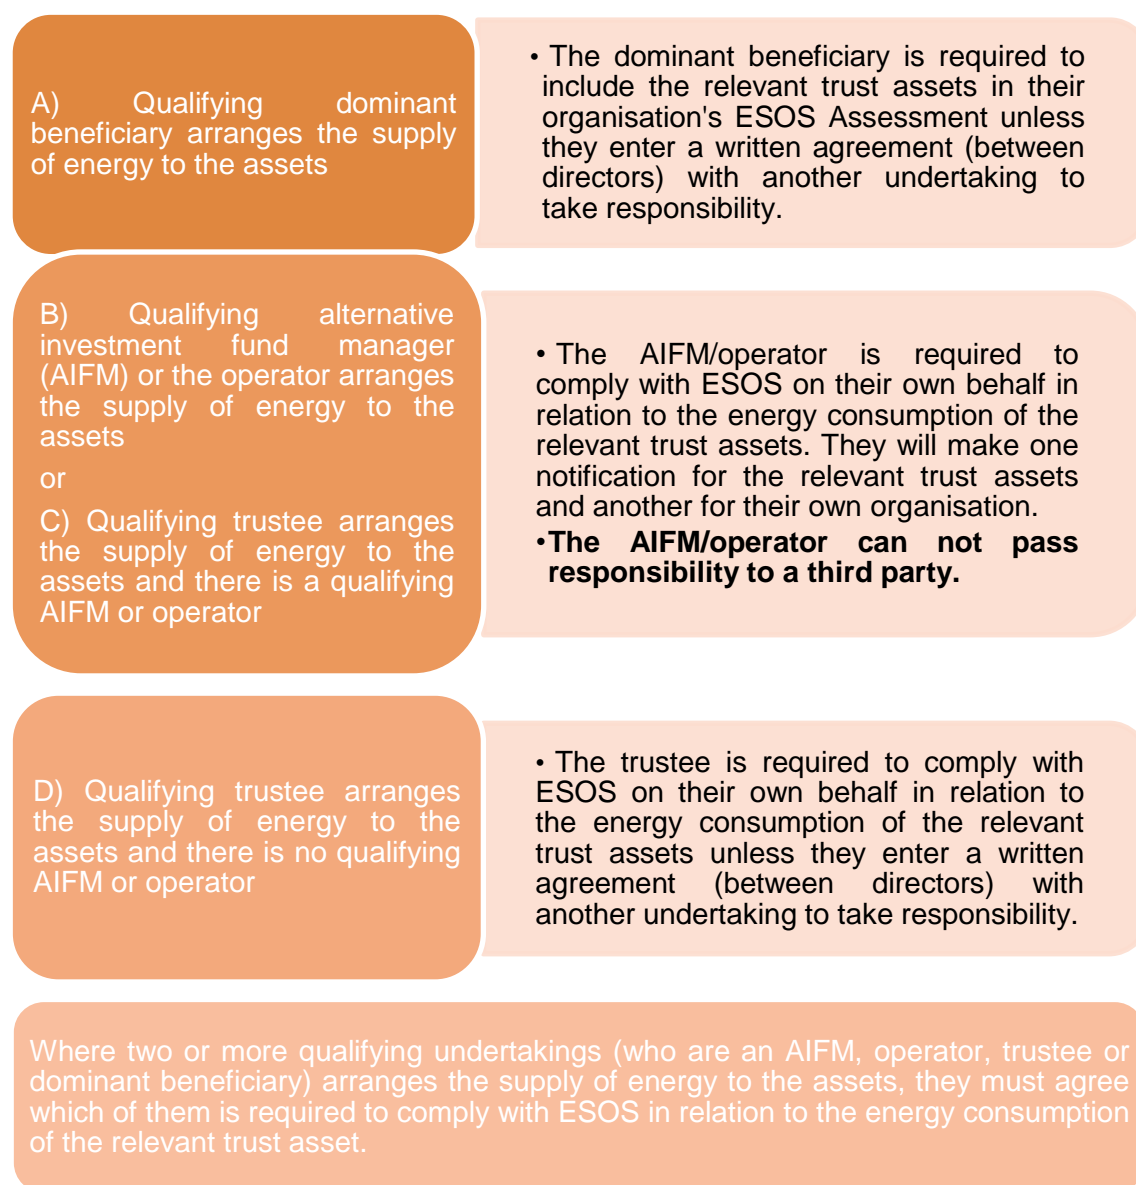 A) Qualifying dominant
beneficiary arranges the supply
of energy to the assets
• The dominant beneficiary is required to
include the relevant trust assets in their
organisation's ESOS Assessment unless
they enter a written agreement (between
directors) with another undertaking to
take responsibility.
B) Qualifying alternative
investment fund manager
(AIFM) or the operator arranges
the supply of energy to the
assets
or
C) Qualifying trustee arranges
the supply of energy to the
assets and there is a qualifying
AIFM or operator
• The AIFM/operator is required to
comply with ESOS on their own behalf in
relation to the energy consumption of the
relevant trust assets. They will make one
notification for the relevant trust assets
and another for their own organisation.
•The AIFM/operator can not pass
responsibility to a third party.
D) Qualifying trustee arranges
the supply of energy to the
assets and there is no qualifying
AIFM or operator
• The trustee is required to comply with
ESOS on their own behalf in relation to
the energy consumption of the relevant
trust assets unless they enter a written
agreement (between directors) with
another undertaking to take responsibility.
Where two or more qualifying undertakings (who are an AIFM, operator, trustee or
dominant beneficiary) arranges the supply of energy to the assets, they must agree
which of them is required to comply with ESOS in relation to the energy consumption
of the relevant trust asset.